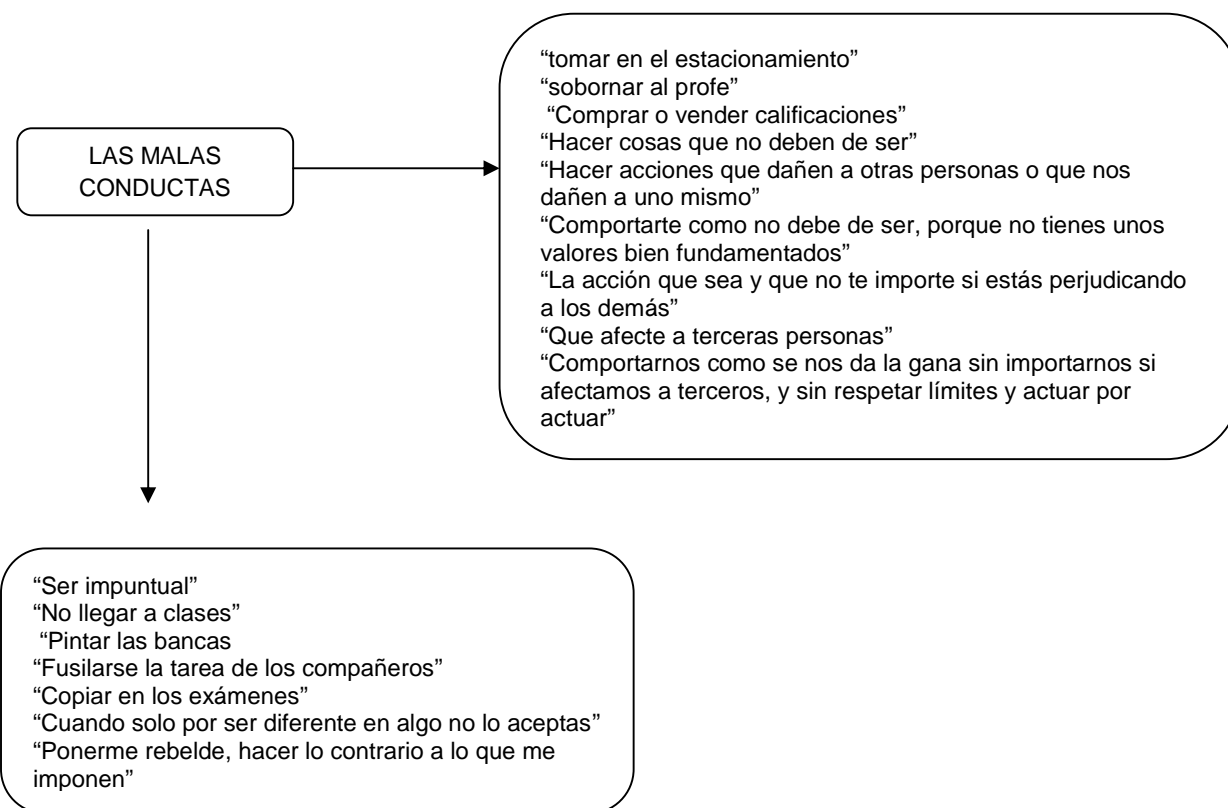 “tomar en el estacionamiento”
“sobornar al profe”
“Comprar o vender calificaciones”
“Hacer cosas que no deben de ser”
“Hacer acciones que dañen a otras personas o que nos
dañen a uno mismo”
“Comportarte como no debe de ser, porque no tienes unos
valores bien fundamentados”
“La acción que sea y que no te importe si estás perjudicando
a los demás”
“Que afecte a terceras personas”
“Comportarnos como se nos da la gana sin importarnos si
afectamos a terceros, y sin respetar límites y actuar por
actuar”
LAS MALAS
CONDUCTAS
“Ser impuntual”
“No llegar a clases”
“Pintar las bancas
“Fusilarse la tarea de los compañeros”
“Copiar en los exámenes”
“Cuando solo por ser diferente en algo no lo aceptas”
“Ponerme rebelde, hacer lo contrario a lo que me
imponen”